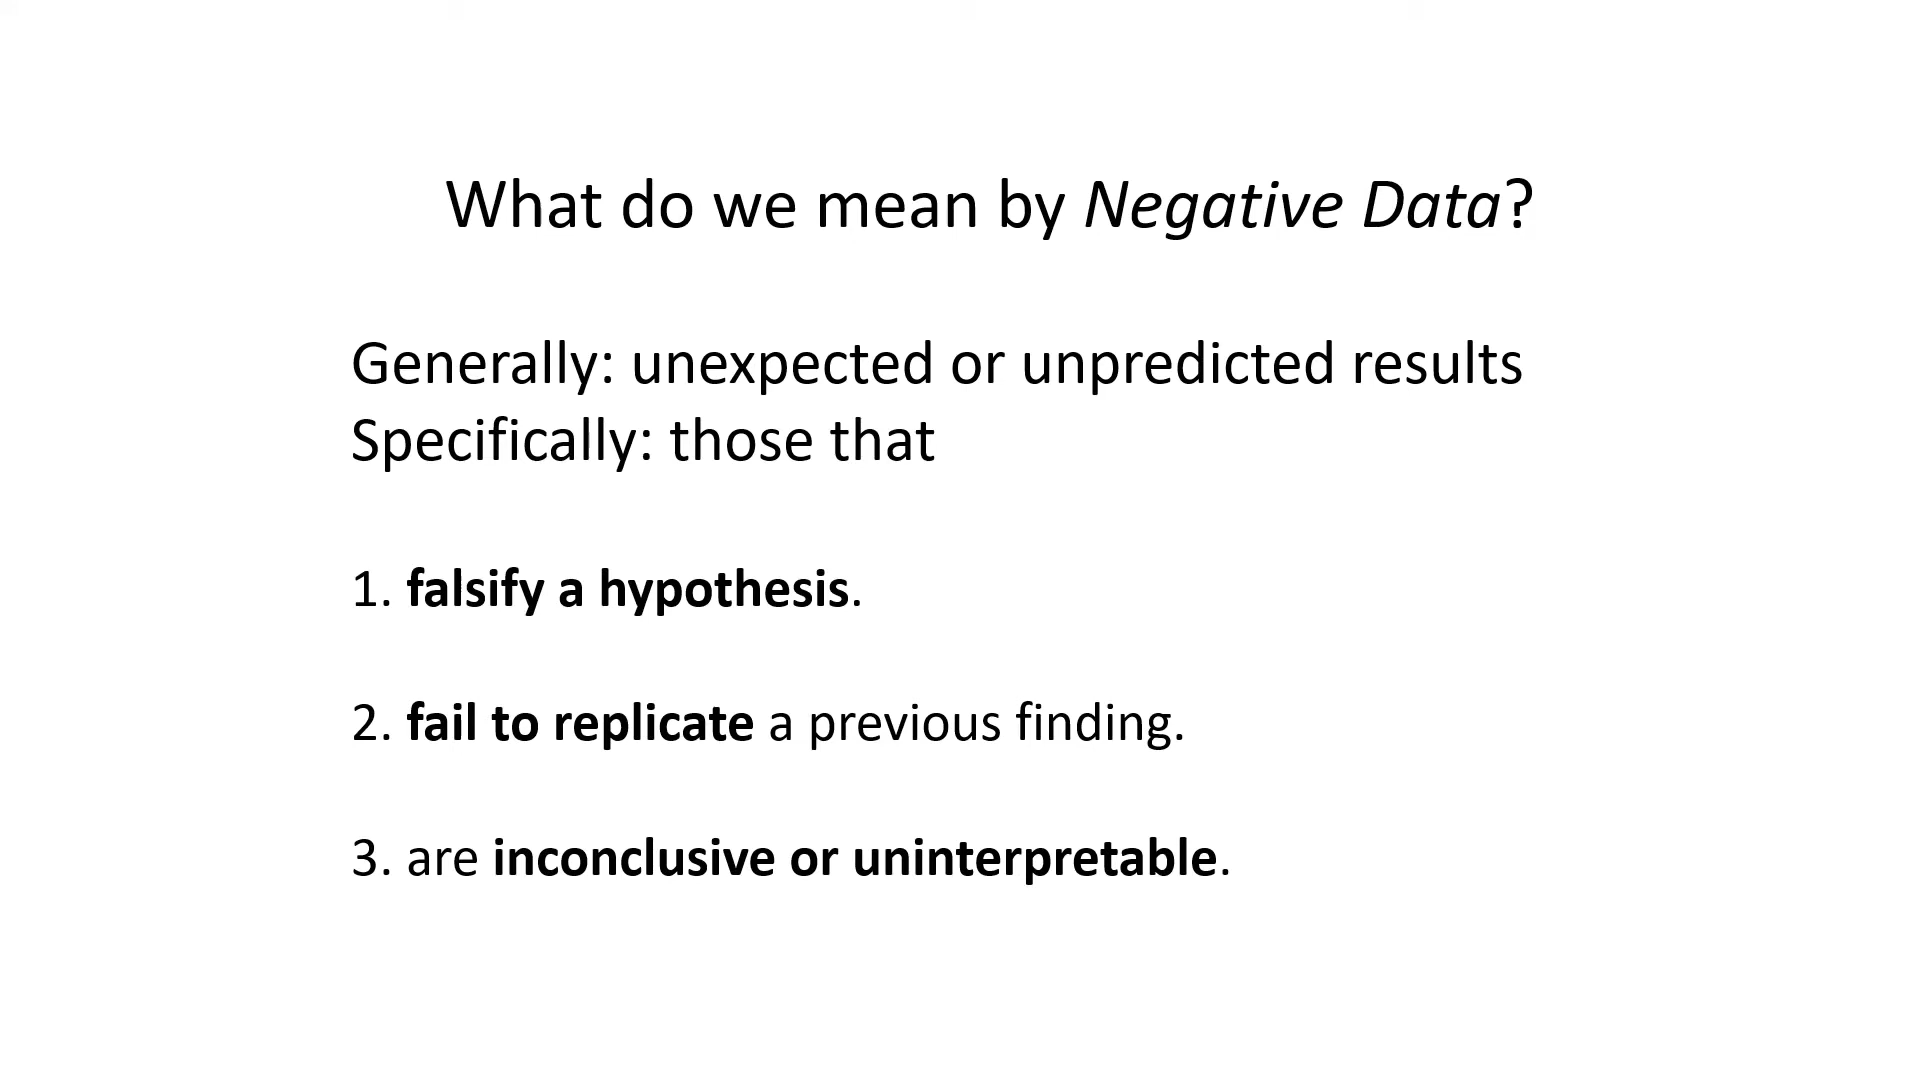 What do we mean by Negative Data?
Generally: unexpected or unpredicted results
Specifically: those that
1. falsify a hypothesis.
2. fail to replicate a previous finding.
3. are inconclusive or uninterpretable.